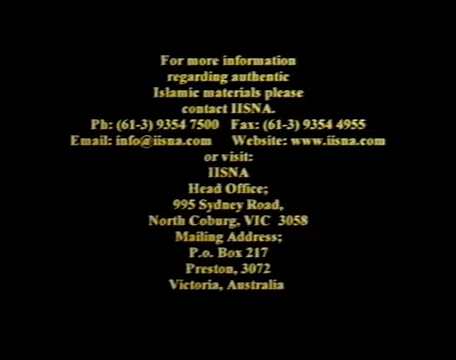 For more information
regarding authentic
Islamic materials please
contact IISNA.
Ph: (61-3) 9354 7500 Fax: (61-3) 9354 4955
Email: info@iisna.com Website: www.iisna.com
or visit:
IISNA
Head Office;
995 Sydney Road,
North Coburg, VIC 3058
Mailing Address;
P.o. Box 217
Preston, 3072
Victoria, Australia